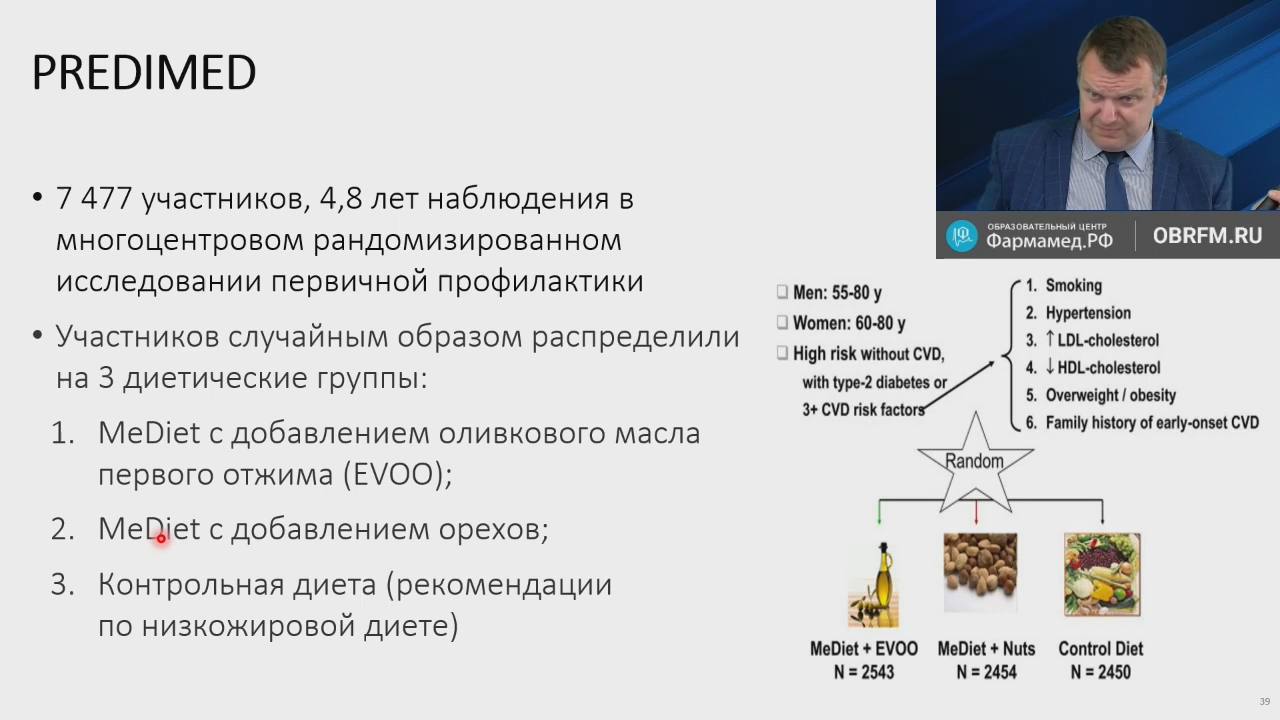 PREDIMED
• 7 477 участников, 4,8 лет наблюдения в
многоцентровом рандомизированном
исследовании первичной профилактики
• Участников случайным образом распределили
на 3 диетические группы:
1. MeDiet с добавлением оливкового масла
первого отжима (EVOO);
2. MeDiet с добавлением орехов;
3. Контрольная диета (рекомендации
по низкожировой диете)
ОБРАЗОВАТЕЛЬНЫЙ ЦЕНТР
Фармамед.РФ
OBRFM.RU
❑ Men: 55-80 y
❑ Women: 60-80 y
❑ High risk without CVD,
with type-2 diabetes or
3+ CVD risk factors
1. Smoking
2. Hypertension
3. ↑ LDL-cholesterol
4. ↓ HDL-cholesterol
5. Overweight / obesity
6. Family history of early-onset CVD
Random
MeDiet + EVOO
N = 2543
MeDiet + Nuts
N = 2454
Control Diet
N = 2450
39